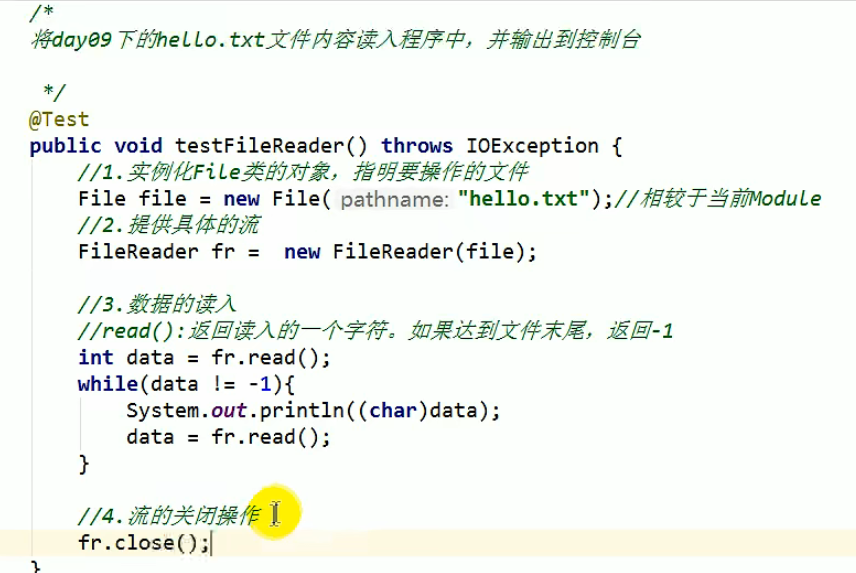 /*
将day09下的hello.txt文件内容读入程序中，并输出到控制台
*/
@Test
public void testFileReader() throws IOException {
//1.实例化File类的对象，指明要操作的文件
File file = new File( pathname: "hello.txt");//相较于当前Module
//2.提供具体的流
FileReader fr =  new FileReader(file);
//3.数据的读入
//read():返回读入的一个字符。如果达到文件末尾，返回-1
int data = fr.read();
while(data != -1){
System.out.println((char)data);
data = fr.read();
}
//4.流的关闭操作
fr.close();
}